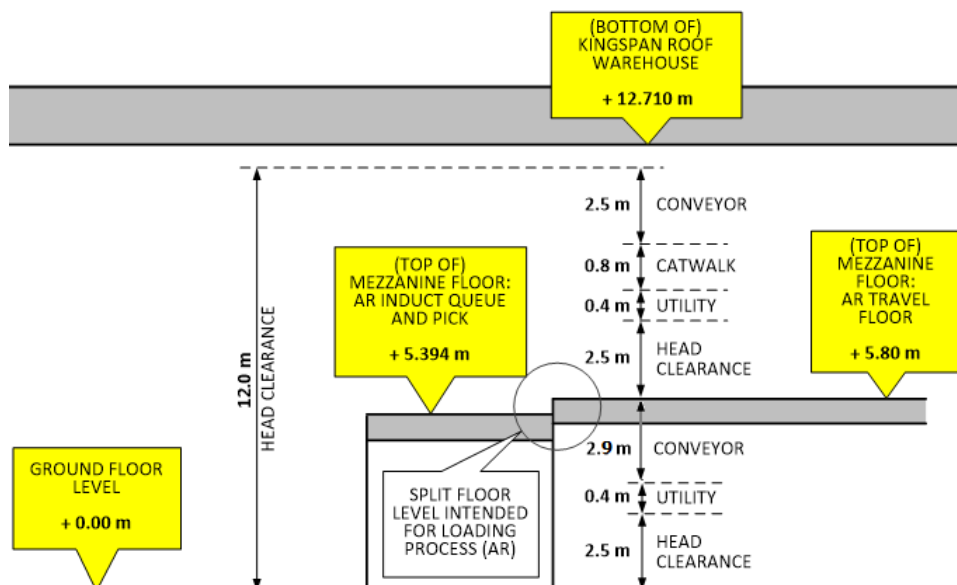 (BOTTOM OF)
KINGSPAN ROOF
WAREHOUSE
+ 12.710 m
2.5 m CONVEYOR
0.8 m CATWALK
0.4 m UTILITY
2.5 m HEAD
CLEARANCE
(TOP OF)
MEZZANINE FLOOR:
AR INDUCT QUEUE
AND PICK
+ 5.394 m
(TOP OF)
MEZZANINE
FLOOR:
AR TRAVEL
FLOOR
+ 5.80 m
12.0 m
HEAD CLEARANCE
2.9 m CONVEYOR
0.4 m UTILITY
2.5 m HEAD
CLEARANCE
SPLIT FLOOR
LEVEL INTENDED
FOR LOADING
PROCESS (AR)
GROUND FLOOR
LEVEL
+ 0.00 m